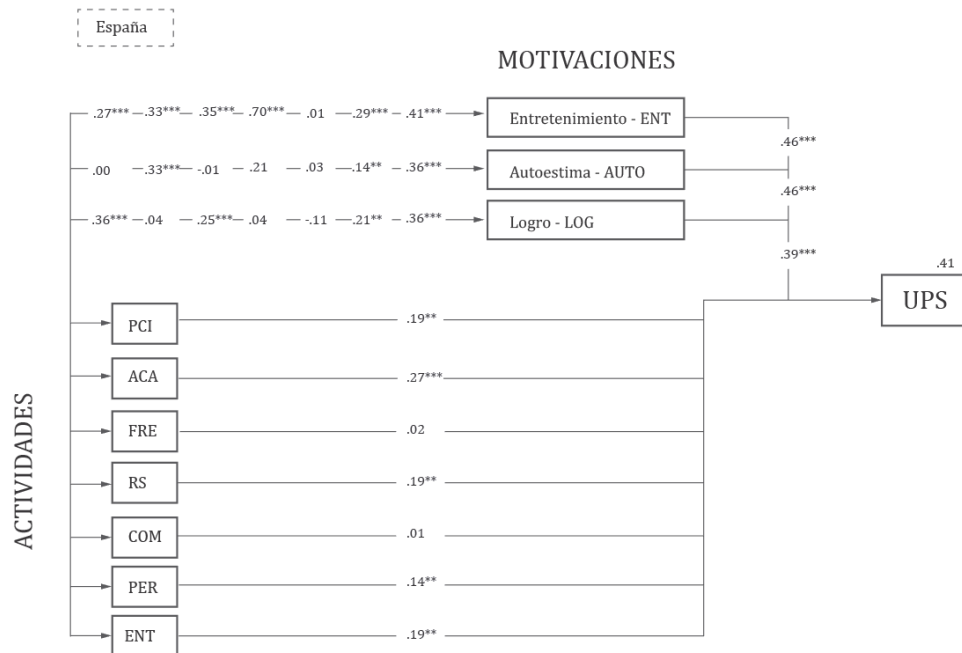 España
MOTIVACIONES
.27*** .33*** .35*** .70*** .01 .29*** .41*** Entretenimiento - ENT
.46***
.00 .33*** -.01 .21 .03 .14** .36*** Autoestima - AUTO
.46***
.36*** .04 .25*** .04 -.11 .21** .36*** Logro - LOG
.39***
.41
UPS
ACTIVIDADES
PCI .19**
ACA .27***
FRE .02
RS .19**
COM .01
PER .14**
ENT .19**